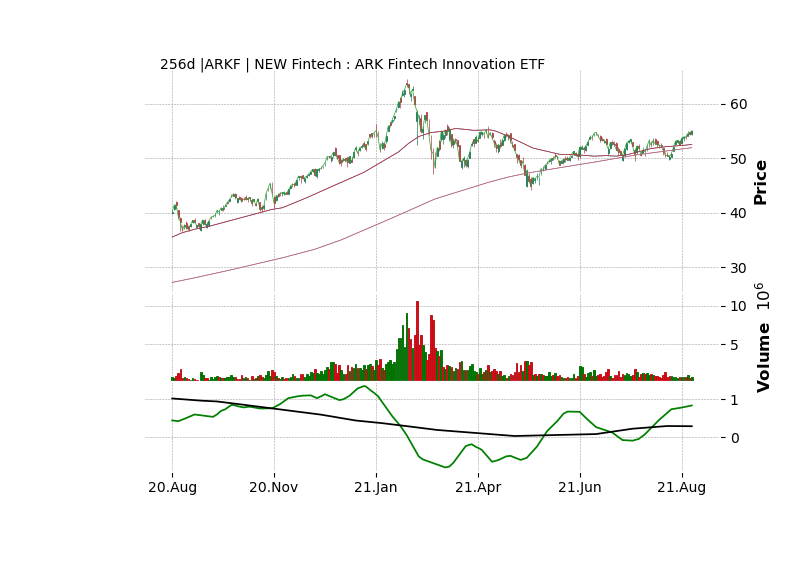 256d |ARKF | NEW Fintech : ARK Fintech Innovation ETF
60
50
40
30
Price
10
5
Volume 10^6
1
0
20.Aug 20.Nov 21.Jan 21.Apr 21.Jun 21.Aug